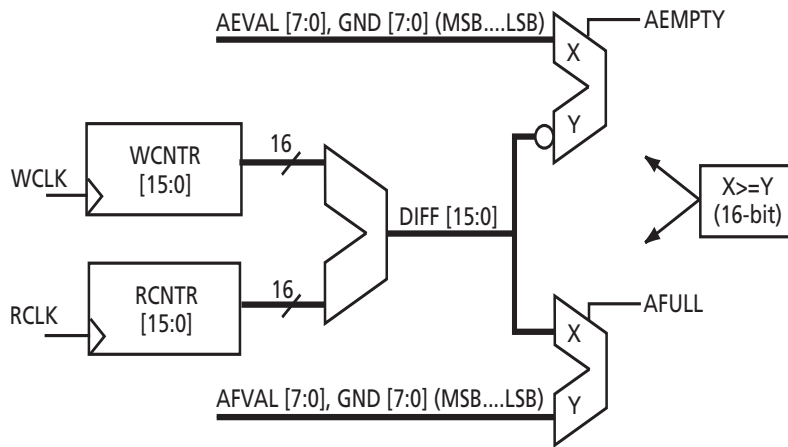 AEVAL [7:0], GND [7:0] (MSB....LSB)
AEMPTY
X
Y
WCLK
WCNTR
[15:0]
16
DIFF [15:0]
X>=Y
(16-bit)
RCLK
RCNTR
[15:0]
16
AFULL
X
AFVAL [7:0], GND [7:0] (MSB....LSB)
Y